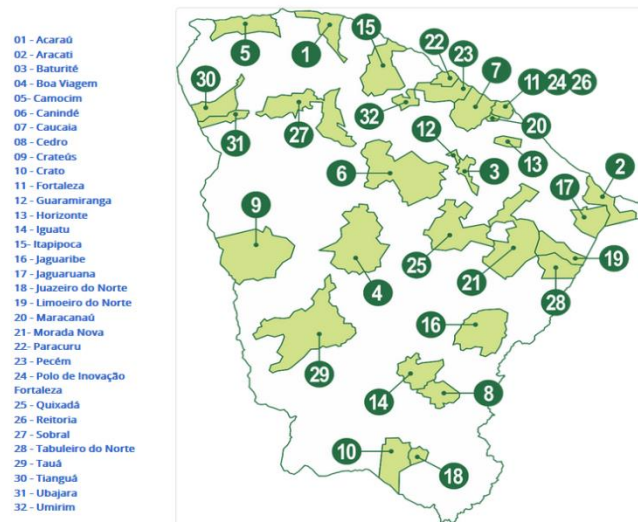 01 - Acaraú
02 - Aracati
03 - Baturité
04 - Boa Viagem
05- Camocim
06 - Canindé
07 - Caucaia
08 - Cedro
09 - Crateús
10 - Crato
11 - Fortaleza
12 - Guaramiranga
13 - Horizonte
14 - Iguatu
15- Itapipoca
16 - Jaguaribe
17 - Jaguaruana
18 - Juazeiro do Norte
19 - Limoeiro do Norte
20 - Maracanaú
21- Morada Nova
22- Paracuru
23 - Pecém
24 - Polo de Inovação
Fortaleza
25 - Quixadá
26 - Reitoria
27 - Sobral
28 - Tabuleiro do Norte
29 - Tauá
30 - Tianguá
31 - Ubajara
32 - Umirim
5
1
15
22
23
7
11 24 26
30
31
27
32
20
12
13
6
3
2
17
9
4
25
21
19
28
16
29
14
8
10
18